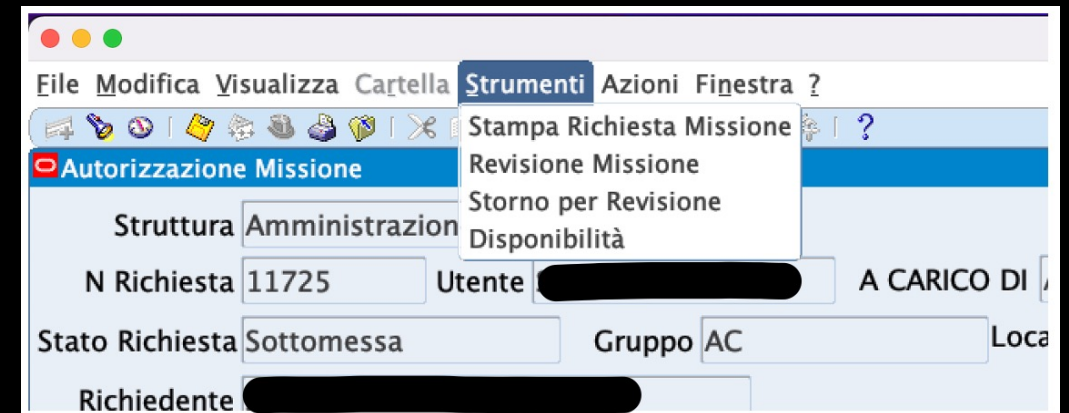 File Modifica Visualizza Cartella Strumenti Azioni Finestra ?
?
Stampa Richiesta Missione
Revisione Missione
Storno per Revisione
Disponibilità
Autorizzazione Missione
Struttura Amministrazion
N Richiesta 11725 Utente A CARICO DI
Stato Richiesta Sottomessa Gruppo AC Loca
Richiedente